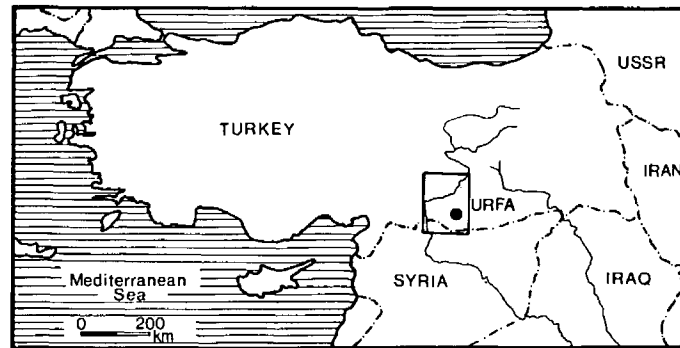 USSR
TURKEY
IRAN
URFA
SYRIA
IRAQ
Mediterranean
Sea
0 200
km